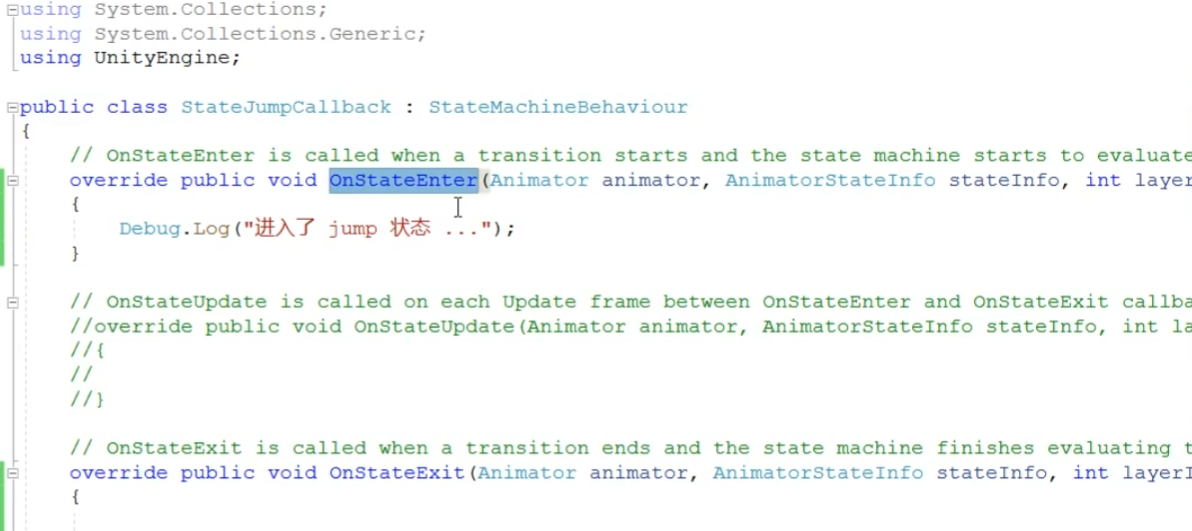 using System.Collections;
using System.Collections.Generic;
using UnityEngine;
public class StateJumpCallback : StateMachineBehaviour
{
// OnStateEnter is called when a transition starts and the state machine starts to evaluate
override public void OnStateEnter(Animator animator, AnimatorStateInfo stateInfo, int layer
{
Debug.Log("进入了 jump 状态 ...");
}
// OnStateUpdate is called on each Update frame between OnStateEnter and OnStateExit callba
//override public void OnStateUpdate(Animator animator, AnimatorStateInfo stateInfo, int la
//{
//
//}
// OnStateExit is called when a transition ends and the state machine finishes evaluating t
override public void OnStateExit(Animator animator, AnimatorStateInfo stateInfo, int layerI
{